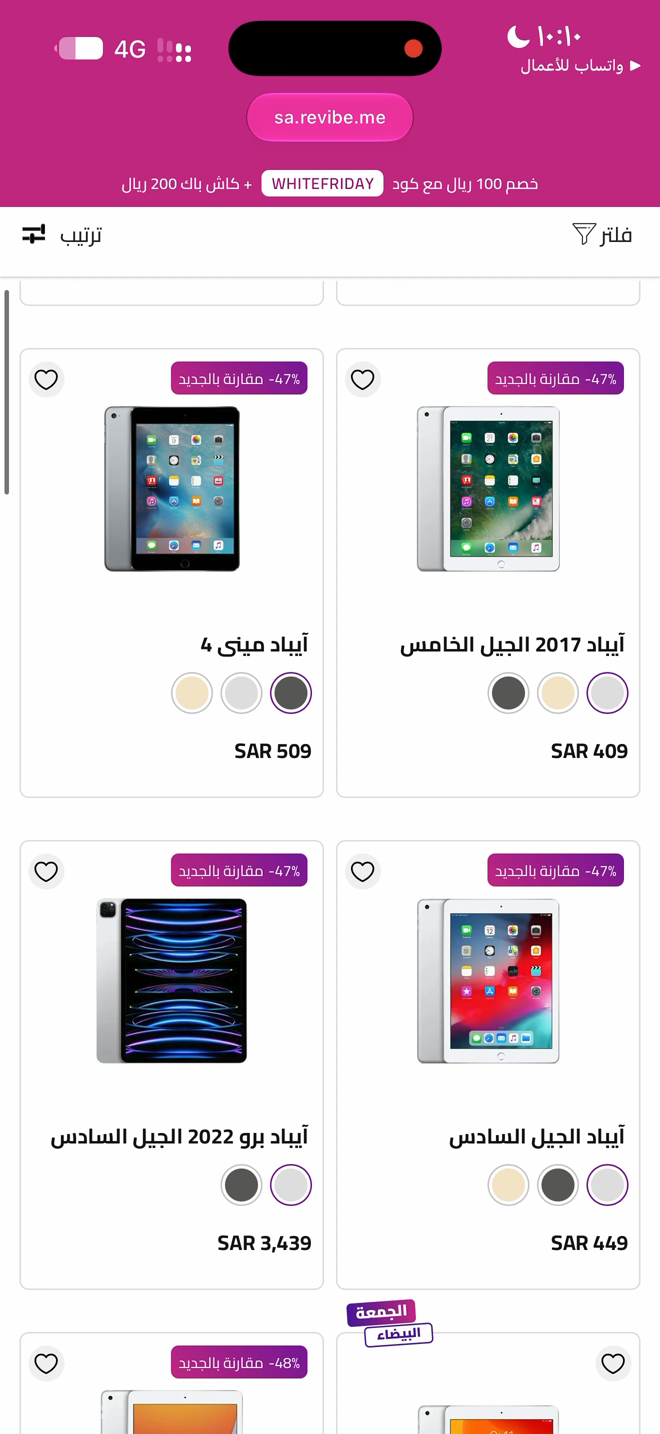 ١٠:١٠
4G
◀ واتساب للأعمال
sa.revibe.me
خصم 100 ريال مع كود WHITEFRIDAY + كاش باك 200 ريال
فلتر
ترتيب
-47% مقارنة بالجديد
آيباد 2017 الجيل الخامس
SAR 409
-47% مقارنة بالجديد
آيباد ميني 4
SAR 509
-47% مقارنة بالجديد
آيباد الجيل السادس
SAR 449
-47% مقارنة بالجديد
آيباد برو 2022 الجيل السادس
SAR 3,439
الجمعة
البيضاء
-48% مقارنة بالجديد